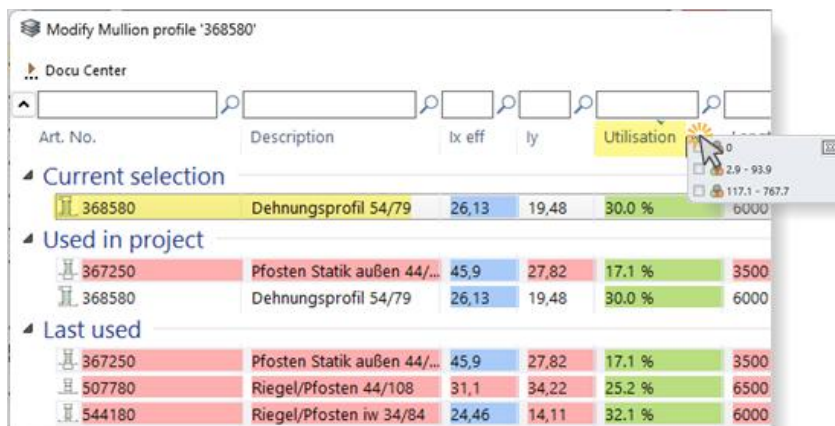 Modify Mullion profile '368580'
Docu Center
Art. No. Description Ix eff Iy Utilisation
0
2.9 - 93.9
117.1 - 767.7
Current selection
368580 Dehnungsprofil 54/79 26,13 19,48 30.0 % 6000
Used in project
367250 Pfosten Statik außen 44/... 45,9 27,82 17.1 % 3500
368580 Dehnungsprofil 54/79 26,13 19,48 30.0 % 6000
Last used
367250 Pfosten Statik außen 44/... 45,9 27,82 17.1 % 3500
507780 Riegel/Pfosten 44/108 31,1 34,22 25.2 % 6500
544180 Riegel/Pfosten iw 34/84 24,46 14,11 32.1 % 6000